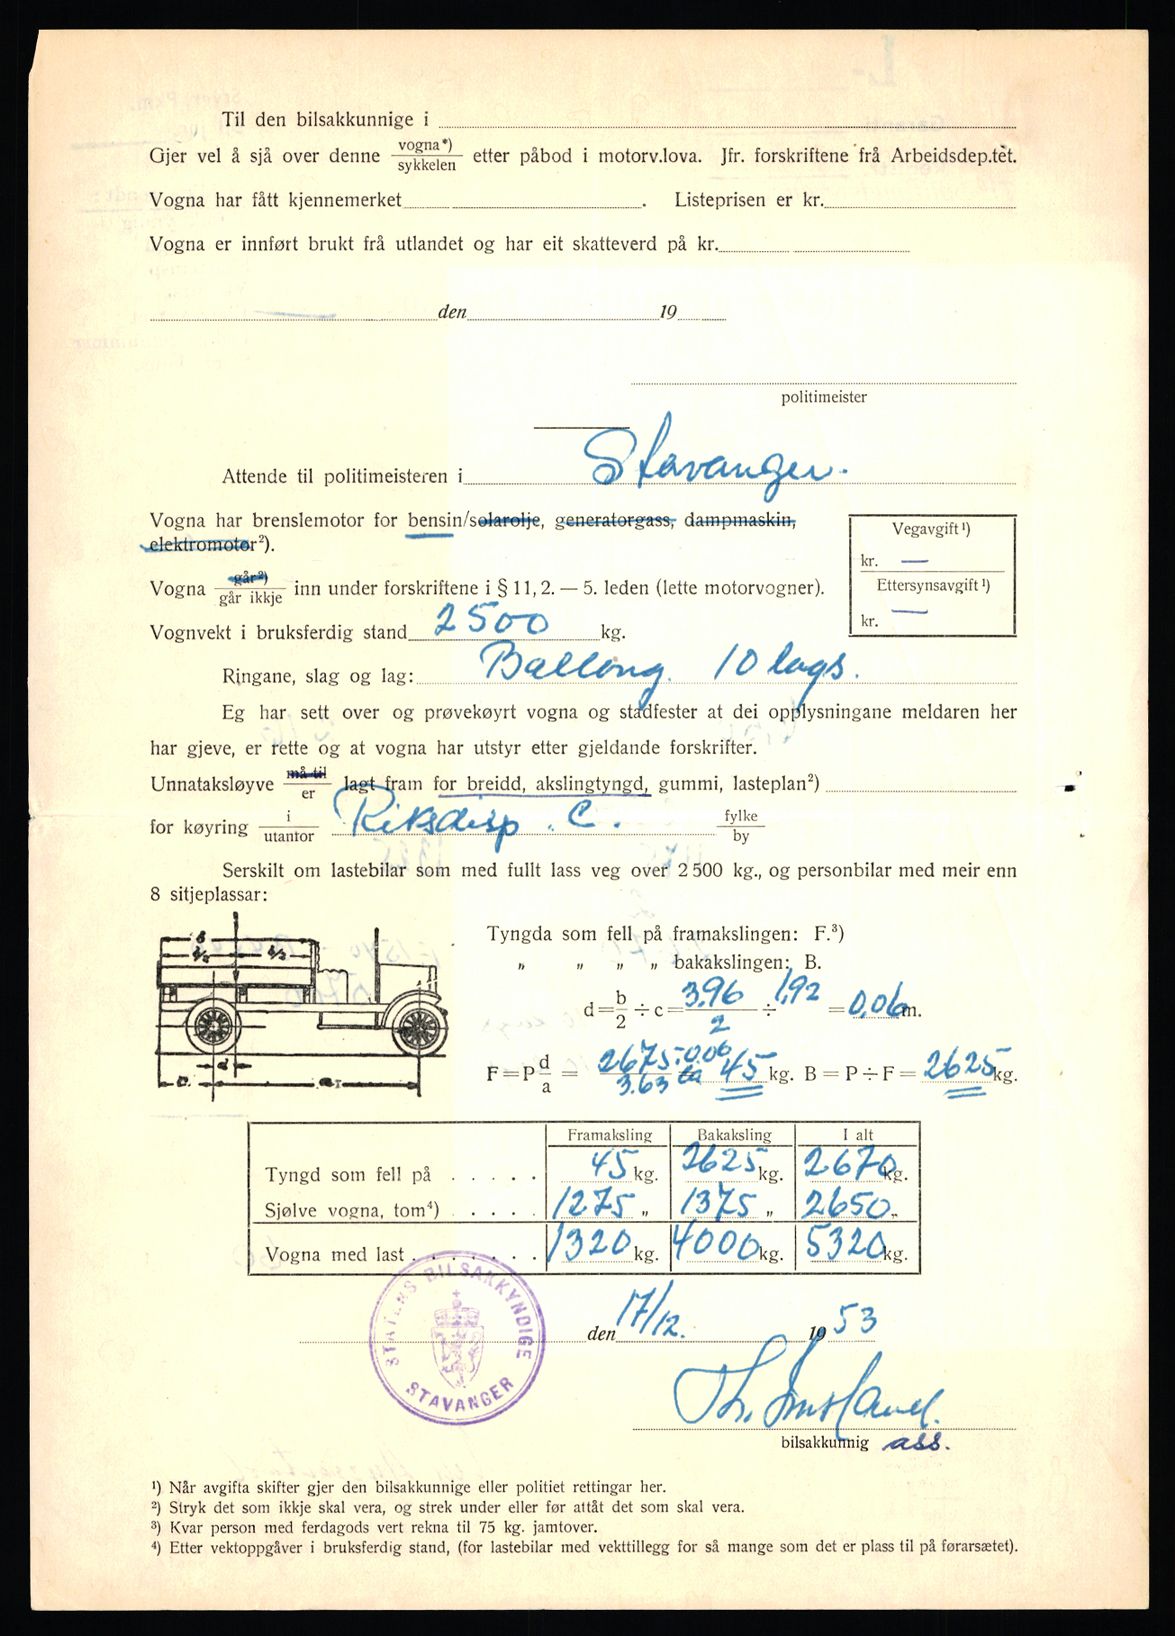 Til den bilsakkunnige i
Gjer vel å sjå over denne vogna*) / sykkelen etter påbod i motorv.lova. Jfr. forskriftene frå Arbeidsdep.tet.
Vogna har fått kjennemerket . Listeprisen er kr.
Vogna er innført brukt frå utlandet og har eit skatteverd på kr.
den 19
politimeister
Attende til politimeisteren i Stavanger.
Vogna har brenslemotor for bensin/solarolje, generatorgass, dampmaskin,
elektromotor²).
Vegavgift¹)
kr. —
Ettersynsavgift¹)
kr. —
Vogna går²) / går ikkje inn under forskriftene i § 11, 2. — 5. leden (lette motorvogner).
Vognvekt i bruksferdig stand 2500 kg.
Ringane, slag og lag: Ballong 10 lags.
Eg har sett over og prøvekøyrt vogna og stadfester at dei opplysningane meldaren her
har gjeve, er rette og at vogna har utstyr etter gjeldande forskrifter.
Unnataksløyve må til / er lagt fram for breidd, akslingtyngd, gummi, lasteplan²)
for køyring i / utantor Riksdisp. C. fylke / by
Serskilt om lastebilar som med fullt lass veg over 2 500 kg., og personbilar med meir enn
8 sitjeplassar:
Tyngda som fell på framakslingen: F.³)
„ „ „ „ bakakslingen: B.
d = b/2 ÷ c = 3,96/2 ÷ 1,92 = 0,06 m.
F = P d/a = 2675·0,06 / 3.63 ca 45 kg. B = P ÷ F = 2625 kg.
Framaksling Bakaksling I alt
Tyngd som fell på . . . . . 45 kg. 2625 kg. 2670 kg.
Sjølve vogna, tom⁴) . . . . . 1275 „ 1375 „ 2650 „
Vogna med last . . . . . . . 1320 kg. 4000 kg. 5320 kg.
STATENS BILSAKKYNDIGE
STAVANGER
den 17/12. 19 53
bilsakkunnig ass.
¹) Når avgifta skifter gjer den bilsakkunnige eller politiet rettingar her.
²) Stryk det som ikkje skal vera, og strek under eller før attåt det som skal vera.
³) Kvar person med ferdagods vert rekna til 75 kg. jamtover.
⁴) Etter vektoppgåver i bruksferdig stand, (for lastebilar med vekttillegg for så mange som det er plass til på førarsætet).